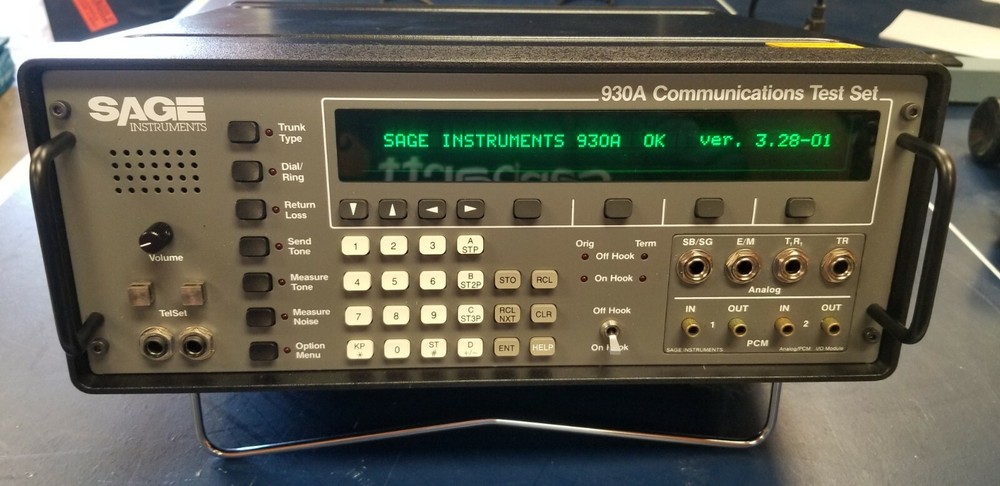 SAGE
INSTRUMENTS
930A Communications Test Set
SAGE INSTRUMENTS 930A OK ver. 3.28-01
Trunk
Type
Dial/
Ring
Return
Loss
Send
Tone
Measure
Tone
Measure
Noise
Option
Menu
Volume
TelSet
1 2 3 A
STP
4 5 6 B
ST2P
STO RCL
7 8 9 C
ST3P
RCL
NXT
CLR
KP
*
0
ST
#
D
+/-
ENT HELP
Orig Term
Off Hook
On Hook
Off Hook
On Hook
SB/SG E/M T,R, TR
Analog
IN OUT IN OUT
1 2
PCM
SAGE INSTRUMENTS Analog/PCM I/O Module